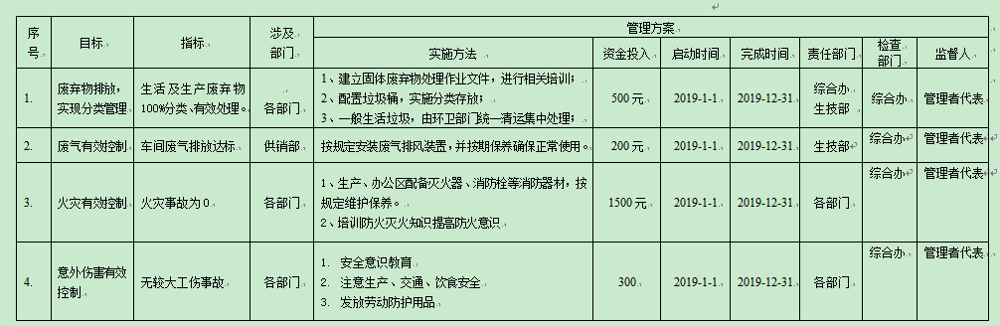 管理方案
序号 目标 指标 涉及部门 实施方法 资金投入 启动时间 完成时间 责任部门 检查部门 监督人
1. 废弃物排放,实现分类管理 生活及生产废弃物100%分类、有效处理。 各部门
1、建立固体废弃物处理作业文件，进行相关培训；
2、配置垃圾桶，实施分类存放；
3、一般生活垃圾，由环卫部门统一清运集中处理；
500元 2019-1-1 2019-12-31 综合办 生技部 综合办 管理者代表
2. 废气有效控制 车间废气排放达标 供销部 按规定安装废气排风装置，并按期保养确保正常使用。 200元 2019-1-1 2019-12-31 生技部 综合办 管理者代表
3. 火灾有效控制 火灾事故为0 各部门
1、生产、办公区配备灭火器、消防栓等消防器材，按
规定维护保养。
2、培训防火灭火知识提高防火意识
1500元 2019-1-1 2019-12-31 各部门 综合办 管理者代表
4. 意外伤害有效控制 无较大工伤事故 各部门
1. 安全意识教育
2. 注意生产、交通、饮食安全
3. 发放劳动防护用品
300 2019-1-1 2019-12-31 各部门 综合办 管理者代表